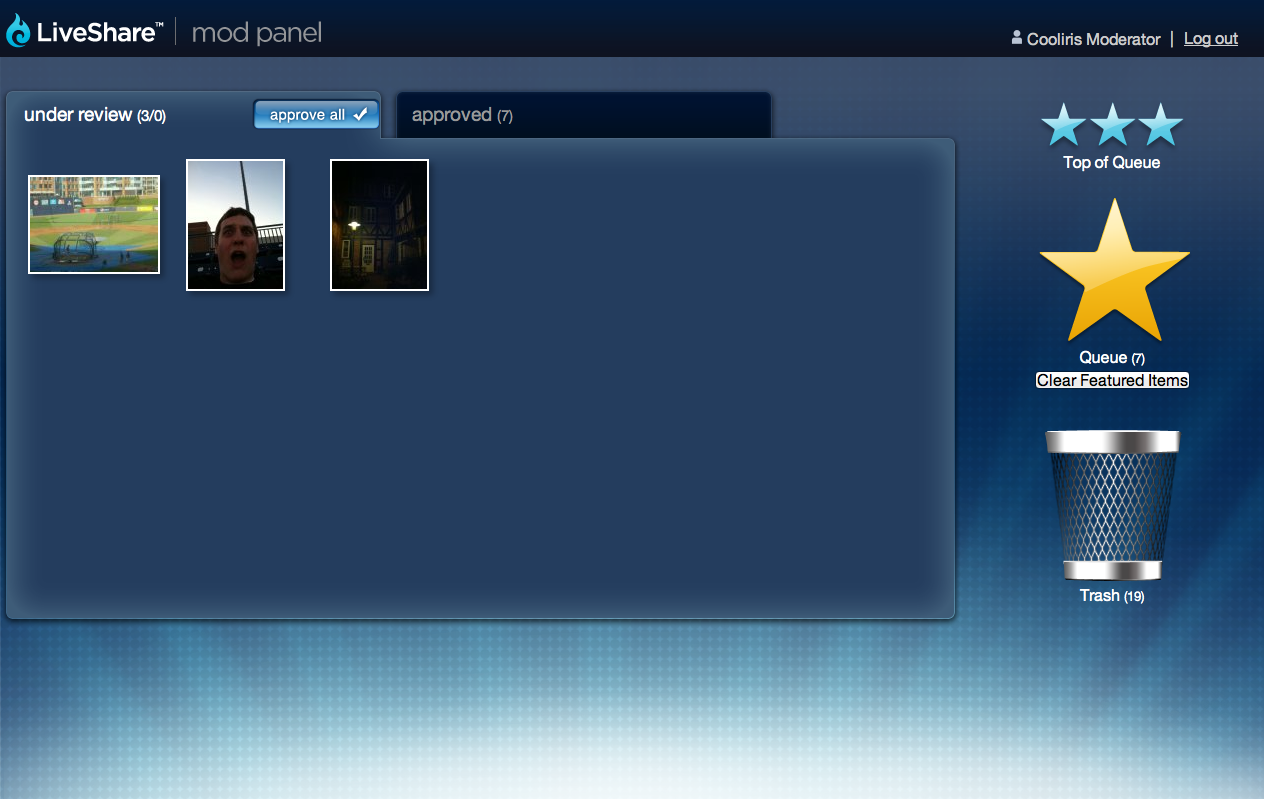 LiveShare™ | mod panel
Cooliris Moderator | Log out
under review (3/0)
approve all
approved (7)
Top of Queue
Queue (7)
Clear Featured Items
Trash (19)